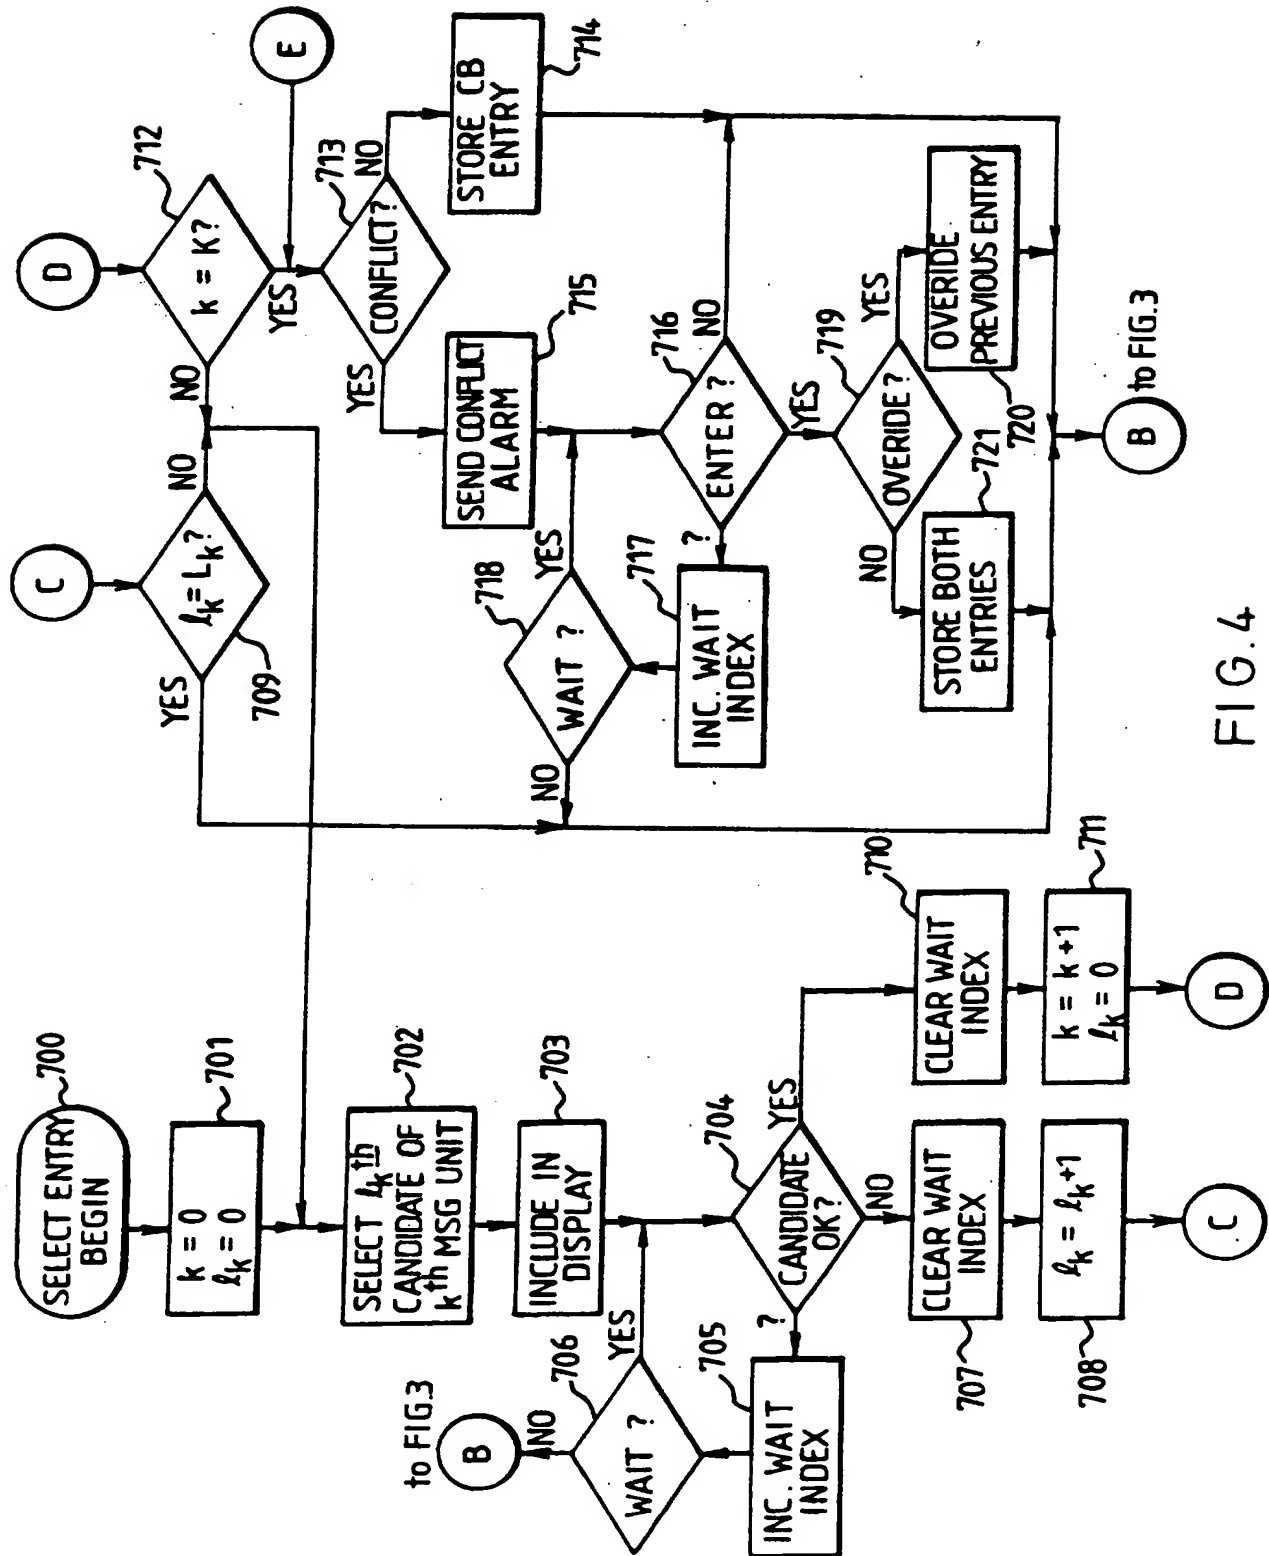 SELECT ENTRY
BEGIN
700
k = 0
ℓk = 0
701
SELECT ℓk th
CANDIDATE OF
kth MSG UNIT
702
INCLUDE IN
DISPLAY
703
CANDIDATE
OK?
704
YES
NO
?
INC. WAIT
INDEX
705
WAIT ?
706
YES
NO
B
to FIG.3
CLEAR WAIT
INDEX
707
ℓk = ℓk+1
708
C
CLEAR WAIT
INDEX
710
k = k+1
ℓk = 0
711
D
C
ℓk = Lk?
709
YES
NO
D
k = K?
712
NO
YES
E
CONFLICT?
713
YES
NO
STORE CB
ENTRY
714
SEND CONFLICT
ALARM
715
ENTER ?
716
NO
YES
?
INC. WAIT
INDEX
717
WAIT ?
718
YES
NO
OVERRIDE?
719
YES
NO
OVERRIDE
PREVIOUS ENTRY
720
STORE BOTH
ENTRIES
721
B
to FIG.3
FIG.4